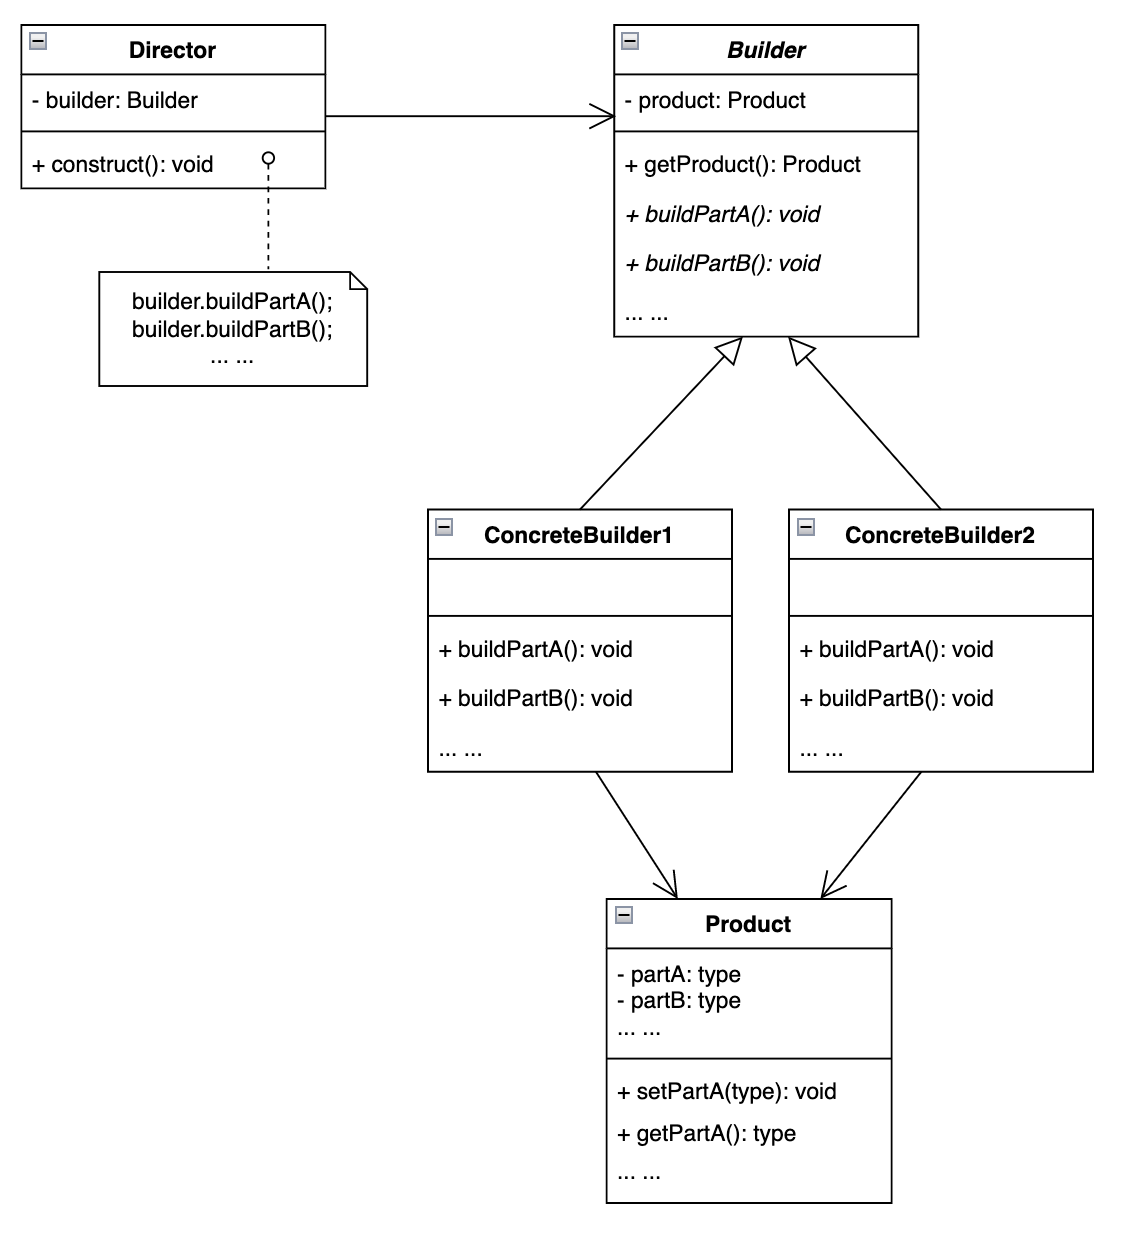 Director
- builder: Builder
+ construct(): void
builder.buildPartA();
builder.buildPartB();
... ...
Builder
- product: Product
+ getProduct(): Product
+ buildPartA(): void
+ buildPartB(): void
... ...
ConcreteBuilder1
+ buildPartA(): void
+ buildPartB(): void
... ...
ConcreteBuilder2
+ buildPartA(): void
+ buildPartB(): void
... ...
Product
- partA: type
- partB: type
... ...
+ setPartA(type): void
+ getPartA(): type
... ...